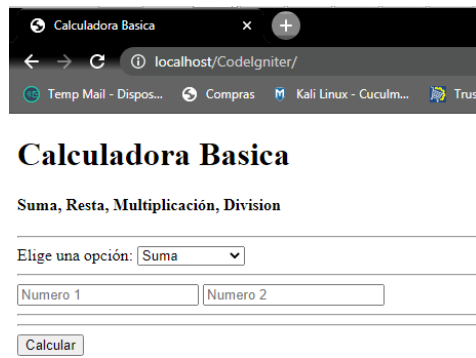 Calculadora Basica
localhost/CodeIgniter/
Temp Mail - Dispos... Compras Kali Linux - Cuculm... Trus
Calculadora Basica
Suma, Resta, Multiplicación, Division
Elige una opción: Suma
Numero 1 Numero 2
Calcular